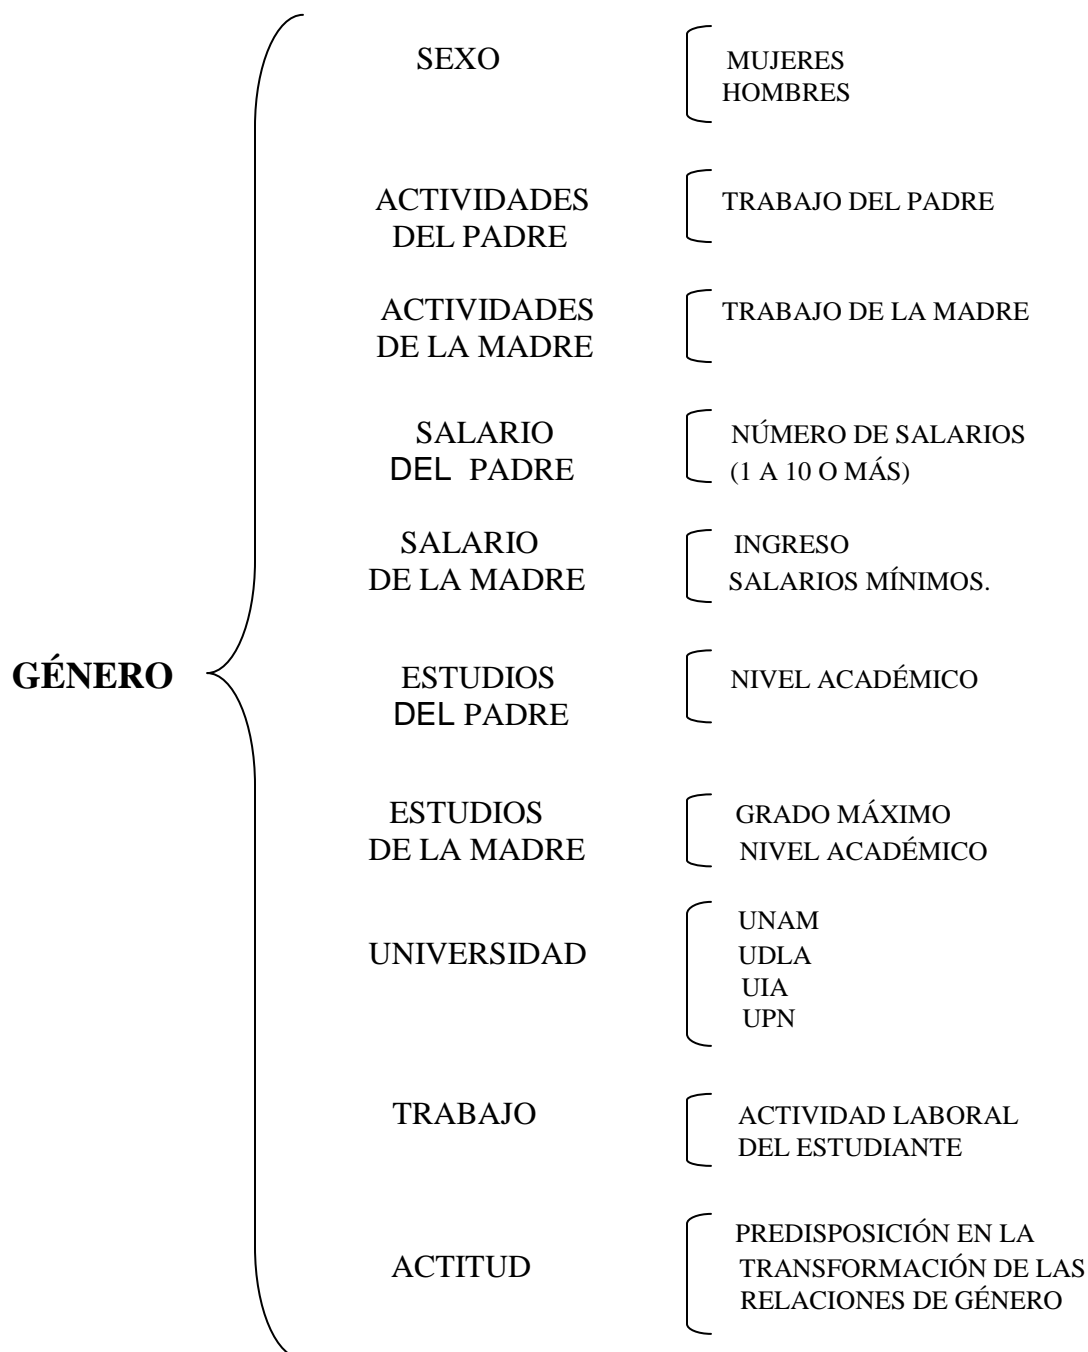 SEXO
MUJERES
HOMBRES
ACTIVIDADES
DEL PADRE
TRABAJO DEL PADRE
ACTIVIDADES
DE LA MADRE
TRABAJO DE LA MADRE
SALARIO
DEL PADRE
NÚMERO DE SALARIOS
(1 A 10 O MÁS)
SALARIO
DE LA MADRE
INGRESO
SALARIOS MÍNIMOS.
GÉNERO
ESTUDIOS
DEL PADRE
NIVEL ACADÉMICO
ESTUDIOS
DE LA MADRE
GRADO MÁXIMO
NIVEL ACADÉMICO
UNIVERSIDAD
UNAM
UDLA
UIA
UPN
TRABAJO
ACTIVIDAD LABORAL
DEL ESTUDIANTE
ACTITUD
PREDISPOSICIÓN EN LA
TRANSFORMACIÓN DE LAS
RELACIONES DE GÉNERO